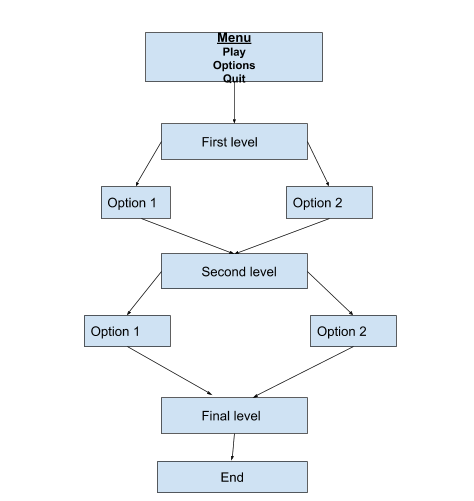 Menu
Play
Options
Quit
First level
Option 1
Option 2
Second level
Option 1
Option 2
Final level
End